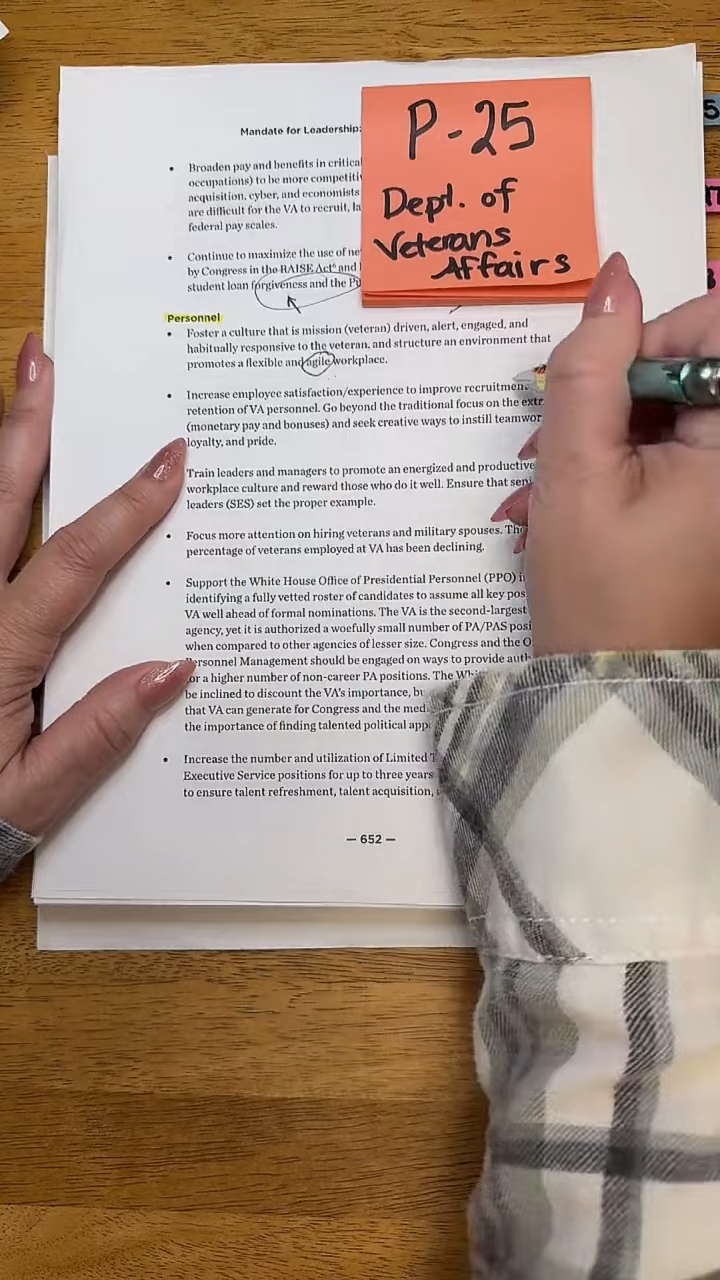 P-25
Dept. of
Veterans
Affairs
5
Mandate for Leadership:
• Broaden pay and benefits in critical
occupations) to be more competitiv
acquisition, cyber, and economists
are difficult for the VA to recruit, la
federal pay scales.
• Continue to maximize the use of ne
by Congress in the RAISE Act⁶ and
student loan forgiveness and the Pu
Personnel
• Foster a culture that is mission (veteran) driven, alert, engaged, and
habitually responsive to the veteran, and structure an environment that
promotes a flexible and agile workplace.
• Increase employee satisfaction/experience to improve recruitmen
retention of VA personnel. Go beyond the traditional focus on the extr
(monetary pay and bonuses) and seek creative ways to instill teamwor
loyalty, and pride.
Train leaders and managers to promote an energized and productive
workplace culture and reward those who do it well. Ensure that sen
leaders (SES) set the proper example.
• Focus more attention on hiring veterans and military spouses. The
percentage of veterans employed at VA has been declining.
• Support the White House Office of Presidential Personnel (PPO) i
identifying a fully vetted roster of candidates to assume all key pos
VA well ahead of formal nominations. The VA is the second-largest
agency, yet it is authorized a woefully small number of PA/PAS posi
when compared to other agencies of lesser size. Congress and the O
Personnel Management should be engaged on ways to provide auth
for a higher number of non-career PA positions. The Wh
be inclined to discount the VA's importance, bu
that VA can generate for Congress and the med
the importance of finding talented political app
• Increase the number and utilization of Limited T
Executive Service positions for up to three years
to ensure talent refreshment, talent acquisition,
— 652 —